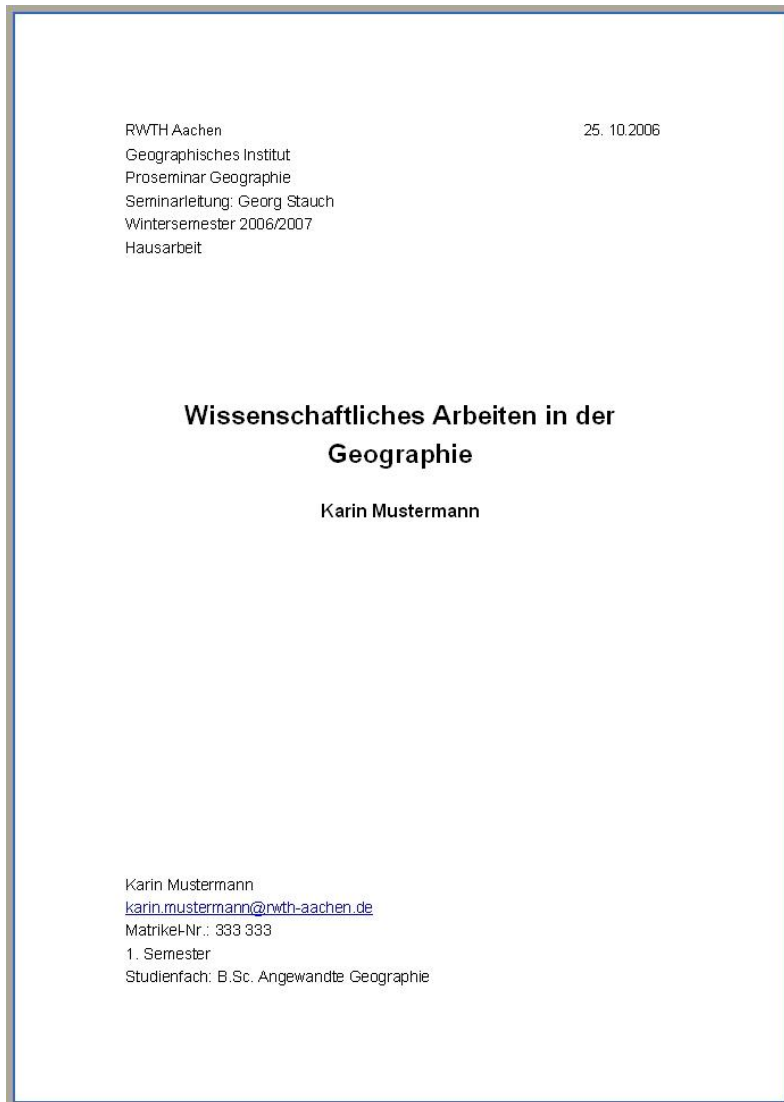 RWTH Aachen 25. 10.2006
Geographisches Institut
Proseminar Geographie
Seminarleitung: Georg Stauch
Wintersemester 2006/2007
Hausarbeit
Wissenschaftliches Arbeiten in der
Geographie
Karin Mustermann
Karin Mustermann
karin.mustermann@rwth-aachen.de
Matrikel-Nr.: 333 333
1. Semester
Studienfach: B.Sc. Angewandte Geographie